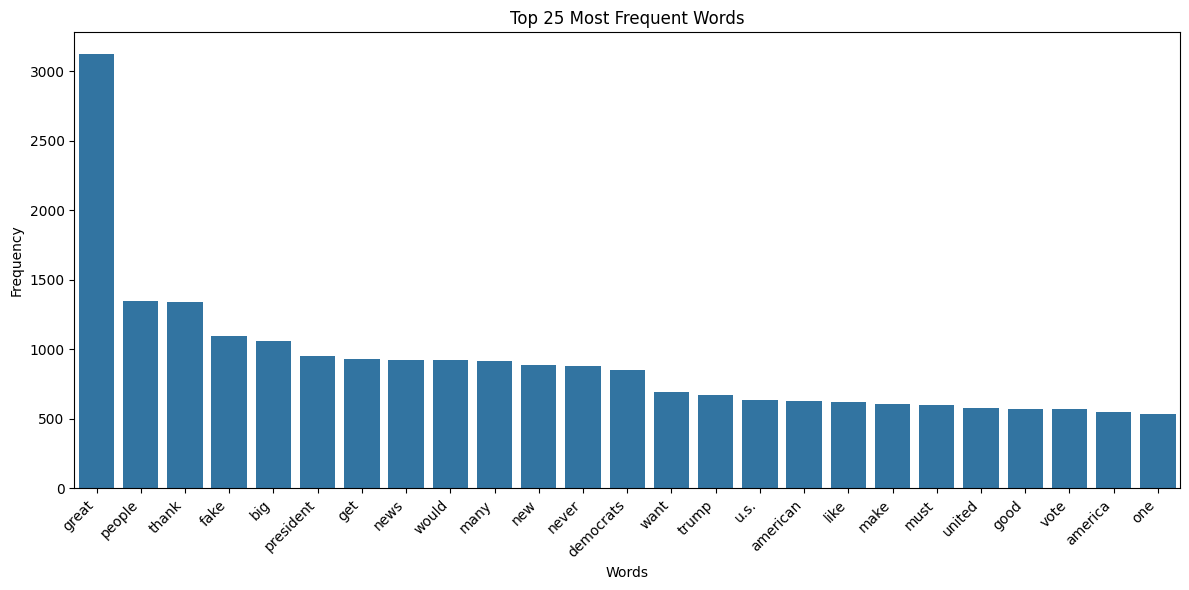 Top 25 Most Frequent Words
Frequency
3000
2500
2000
1500
1000
500
0
great
people
thank
fake
big
president
get
news
would
many
new
never
democrats
want
trump
u.s.
american
like
make
must
united
good
vote
america
one
Words